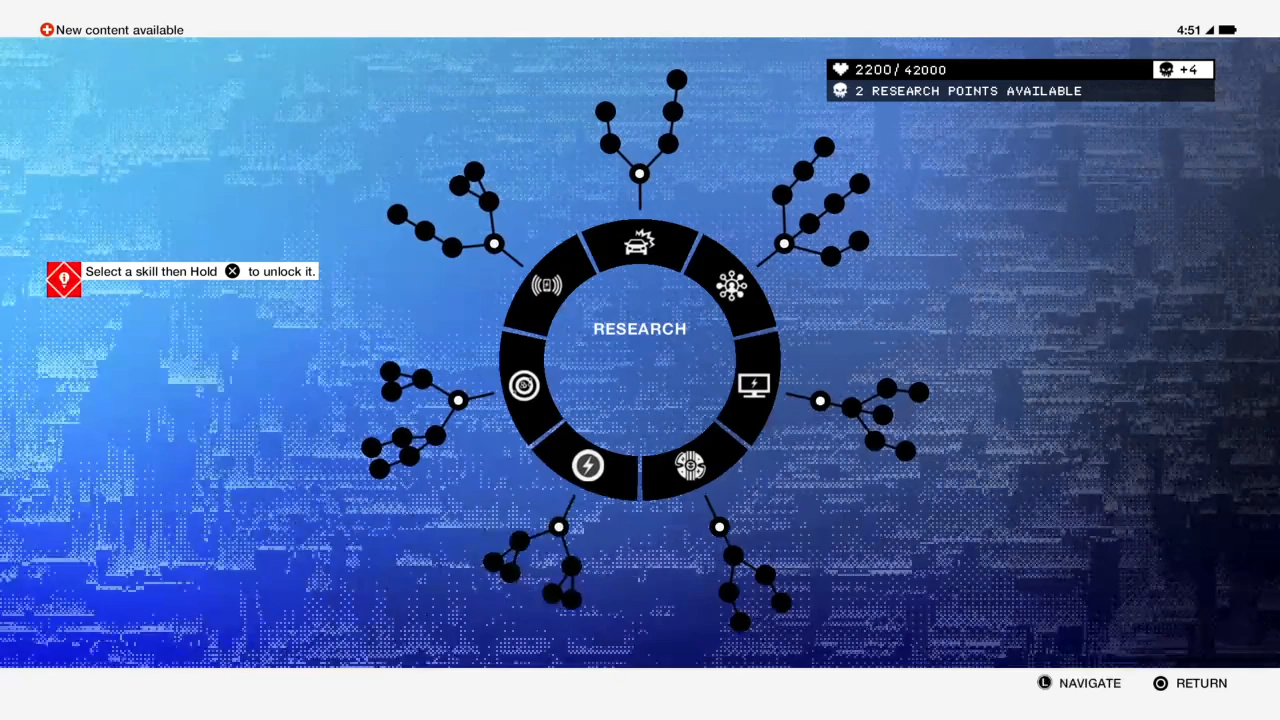 New content available
4:51
2200/ 42000
+4
2 RESEARCH POINTS AVAILABLE
Select a skill then Hold ✕ to unlock it.
RESEARCH
L NAVIGATE
RETURN